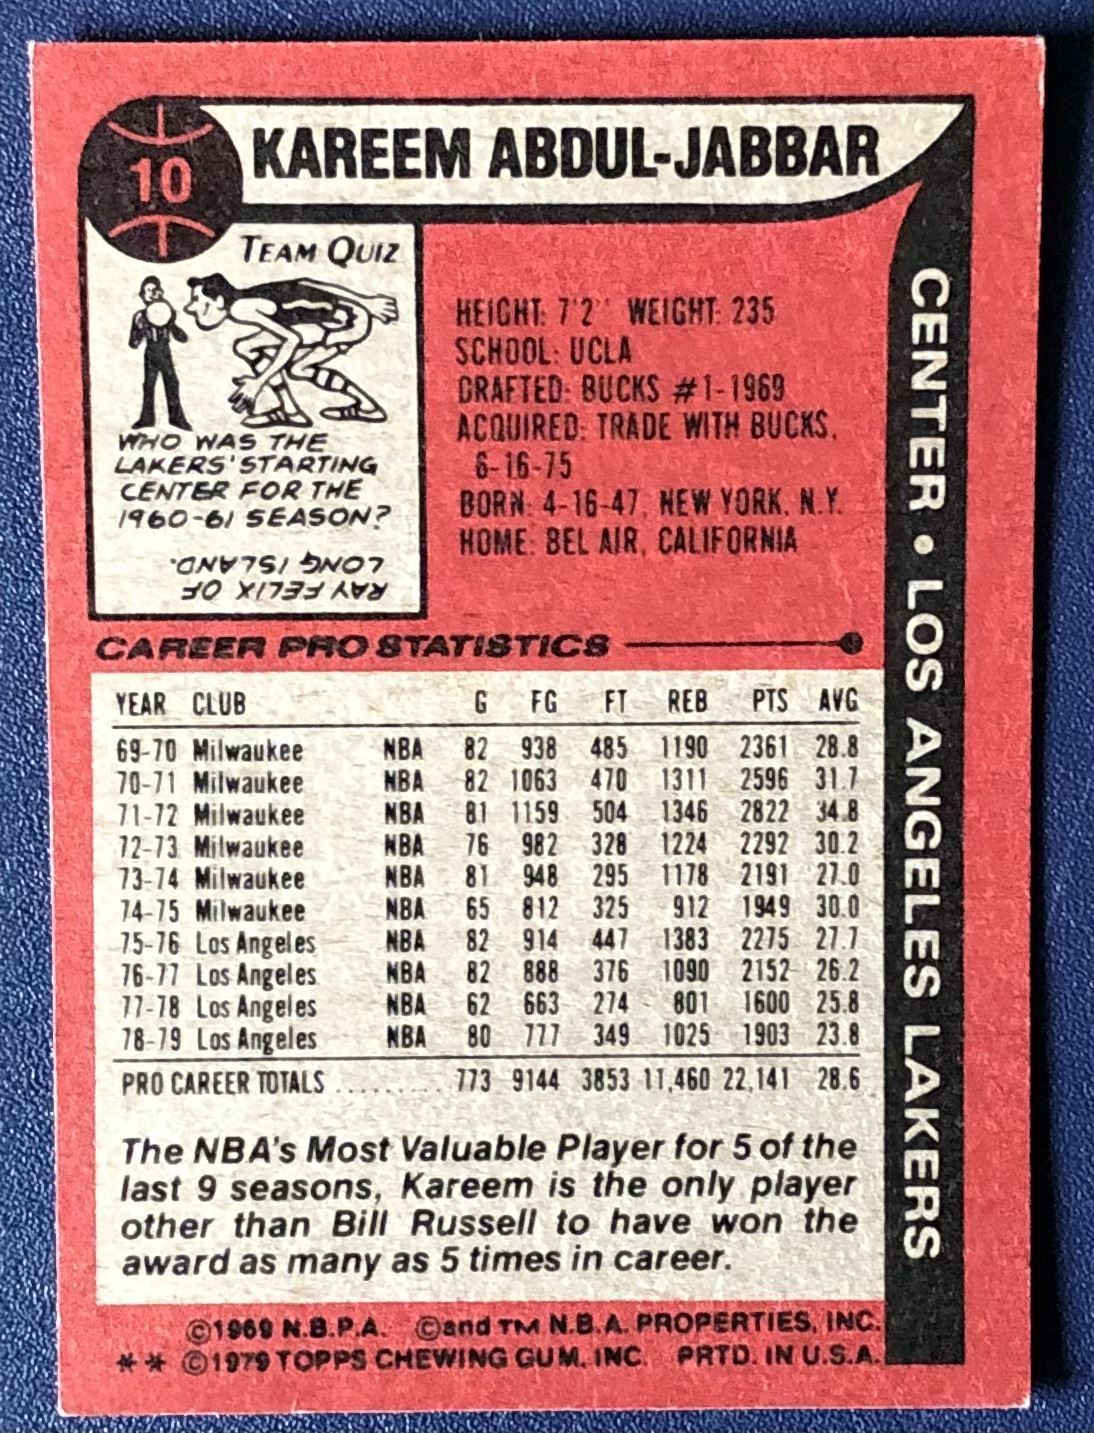 10
KAREEM ABDUL-JABBAR
TEAM QUIZ
WHO WAS THE
LAKERS' STARTING
CENTER FOR THE
1960-61 SEASON?
RAY FELIX OF
LONG ISLAND.
HEIGHT: 7'2" WEIGHT: 235
SCHOOL: UCLA
DRAFTED: BUCKS #1-1969
ACQUIRED: TRADE WITH BUCKS,
6-16-75
BORN: 4-16-47, NEW YORK, N.Y.
HOME: BEL AIR, CALIFORNIA
CENTER • LOS ANGELES LAKERS
CAREER PRO STATISTICS
YEAR CLUB G FG FT REB PTS AVG
69-70 Milwaukee NBA 82 938 485 1190 2361 28.8
70-71 Milwaukee NBA 82 1063 470 1311 2596 31.7
71-72 Milwaukee NBA 81 1159 504 1346 2822 34.8
72-73 Milwaukee NBA 76 982 328 1224 2292 30.2
73-74 Milwaukee NBA 81 948 295 1178 2191 27.0
74-75 Milwaukee NBA 65 812 325 912 1949 30.0
75-76 Los Angeles NBA 82 914 447 1383 2275 27.7
76-77 Los Angeles NBA 82 888 376 1090 2152 26.2
77-78 Los Angeles NBA 62 663 274 801 1600 25.8
78-79 Los Angeles NBA 80 777 349 1025 1903 23.8
PRO CAREER TOTALS ......... 773 9144 3853 11,460 22,141 28.6
The NBA's Most Valuable Player for 5 of the
last 9 seasons, Kareem is the only player
other than Bill Russell to have won the
award as many as 5 times in career.
©1969 N.B.P.A. ©and TM N.B.A. PROPERTIES, INC.
** ©1979 TOPPS CHEWING GUM, INC. PRTD. IN U.S.A.